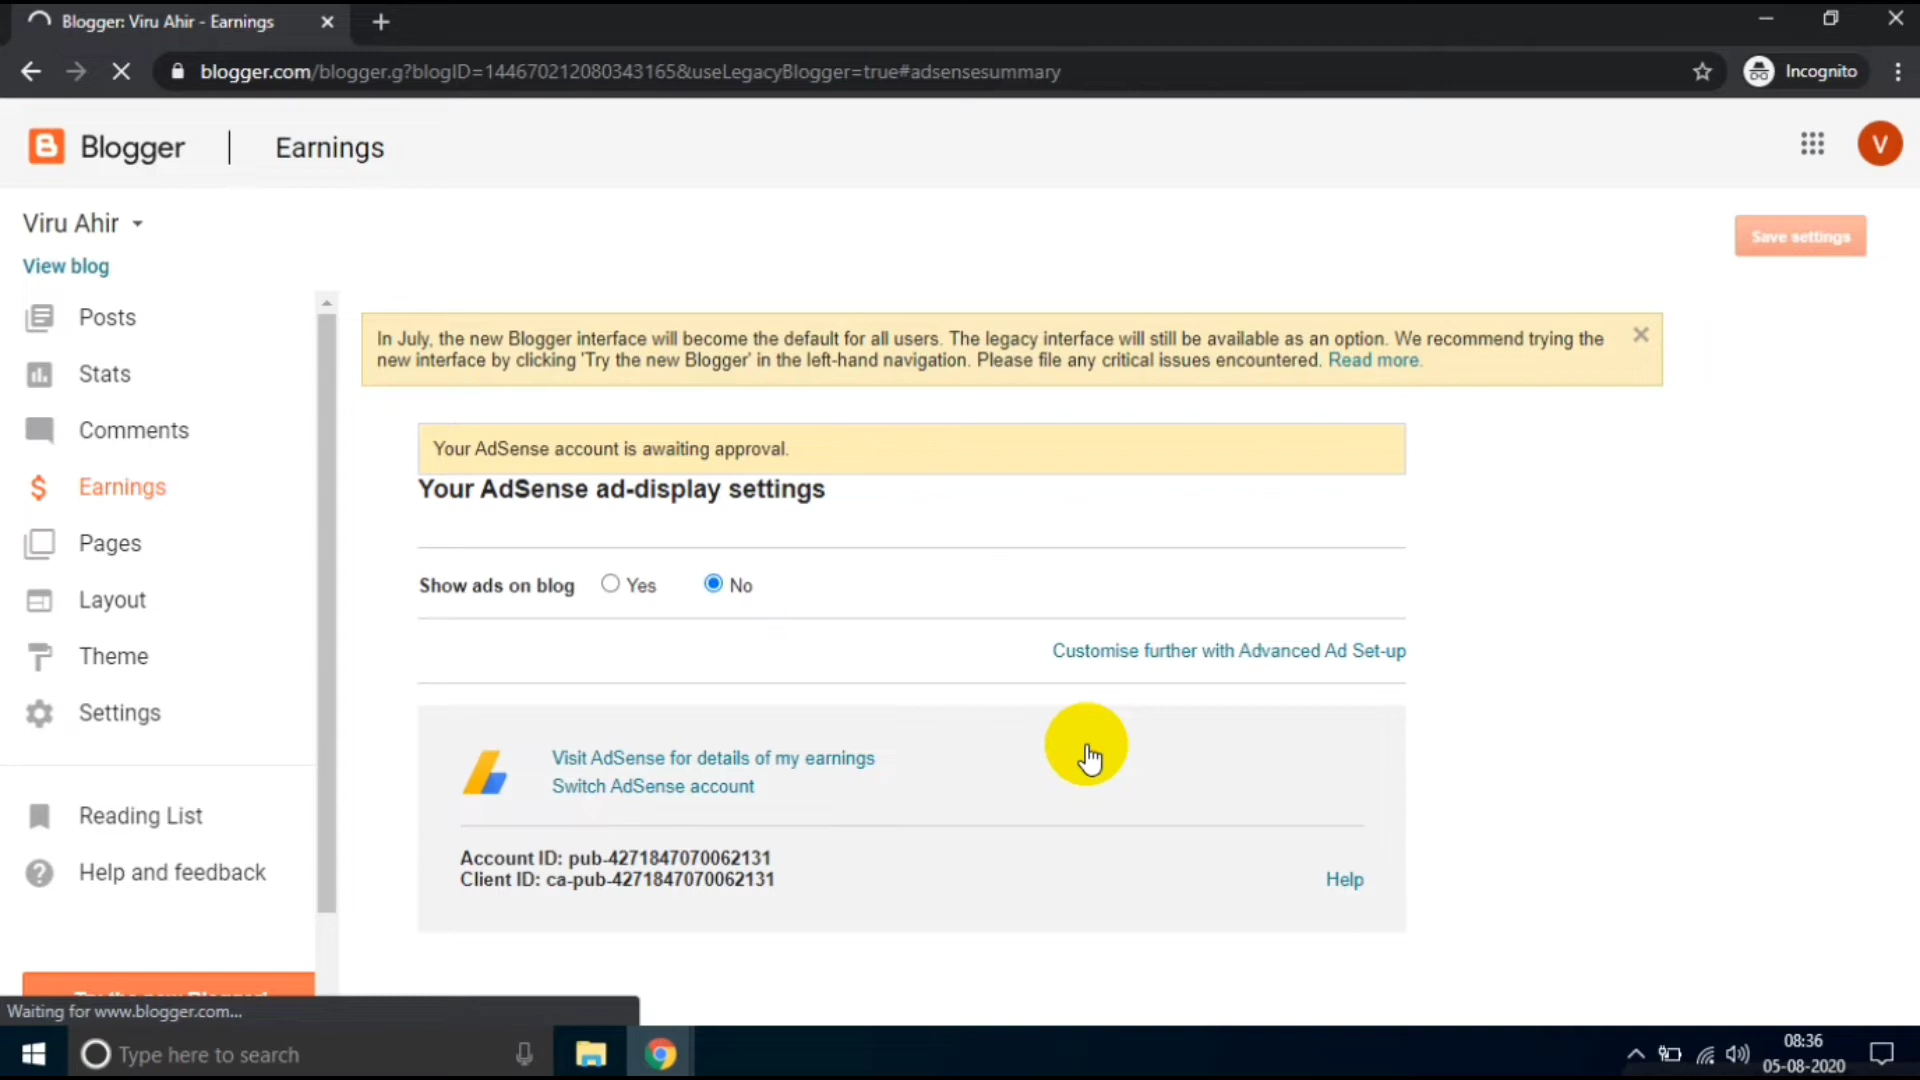 Blogger: Viru Ahir - Earnings
blogger.com/blogger.g?blogID=144670212080343165&useLegacyBlogger=true#adsensesummary
Incognito
Blogger | Earnings
V
Viru Ahir
Save settings
View blog
Posts
Stats
Comments
Earnings
Pages
Layout
Theme
Settings
Reading List
Help and feedback
In July, the new Blogger interface will become the default for all users. The legacy interface will still be available as an option. We recommend trying the
new interface by clicking 'Try the new Blogger' in the left-hand navigation. Please file any critical issues encountered. Read more.
Your AdSense account is awaiting approval.
Your AdSense ad-display settings
Show ads on blog Yes No
Customise further with Advanced Ad Set-up
Visit AdSense for details of my earnings
Switch AdSense account
Account ID: pub-4271847070062131
Client ID: ca-pub-4271847070062131
Help
Try the new Blogger!
Waiting for www.blogger.com...
Type here to search
08:36
05-08-2020